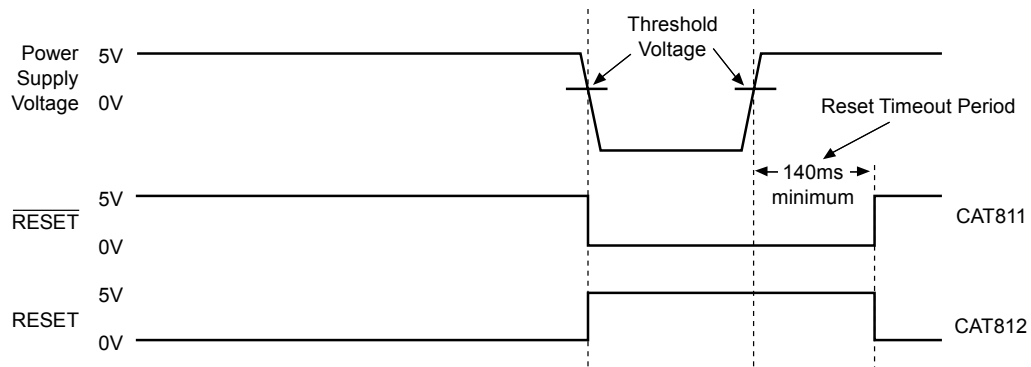 Threshold
Voltage
Power
Supply
Voltage
5V
0V
Reset Timeout Period
140ms
minimum
RESET
5V
0V
CAT811
RESET
5V
0V
CAT812